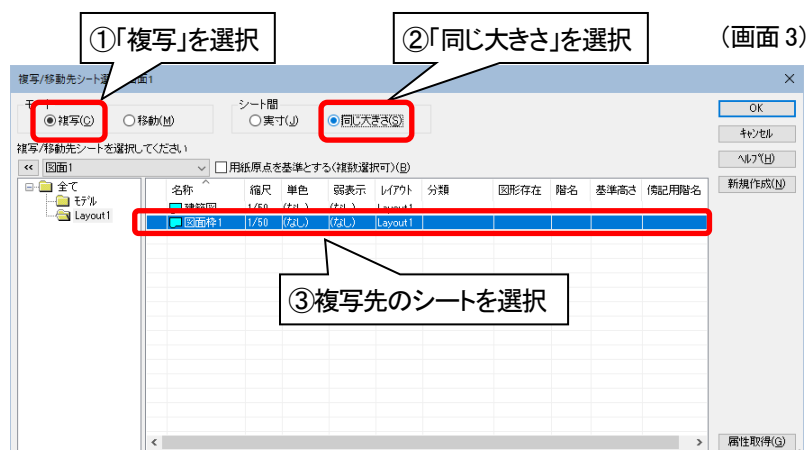 ①「複写」を選択
②「同じ大きさ」を選択
(画面 3)
複写/移動先シート選
面1
複写(C)
移動(M)
シート間
実寸(J)
同じ大きさ(S)
OK
キャンセル
ヘルプ(H)
新規作成(N)
複写/移動先シートを選択してください
<< 図面1
用紙原点を基準とする(複数選択可)(B)
全て
モデル
Layout1
名称 縮尺 単色 弱表示 レイアウト 分類 図形存在 階名 基準高さ 傍記用階名
建築図 1/50 (なし) (なし) Layout1
図面枠1 1/50 (なし) (なし) Layout1
③複写先のシートを選択
属性取得(G)